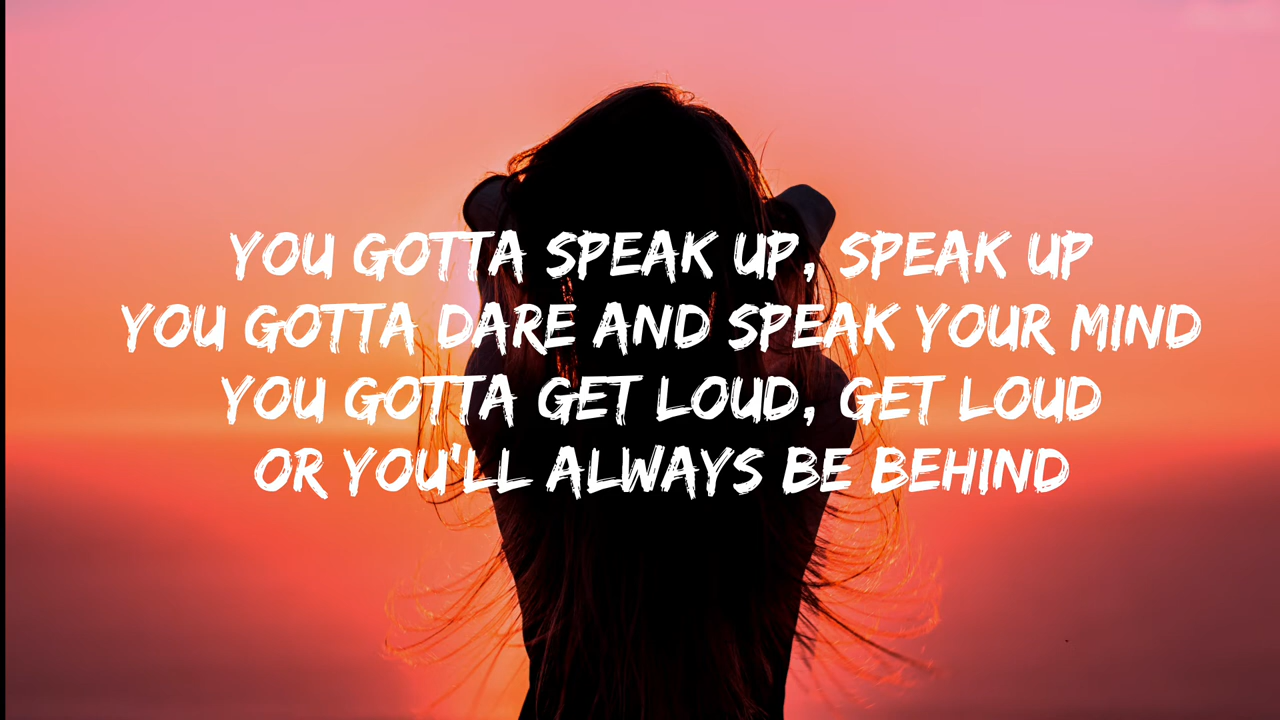 YOU GOTTA SPEAK UP, SPEAK UP
YOU GOTTA DARE AND SPEAK YOUR MIND
YOU GOTTA GET LOUD, GET LOUD
OR YOU'LL ALWAYS BE BEHIND